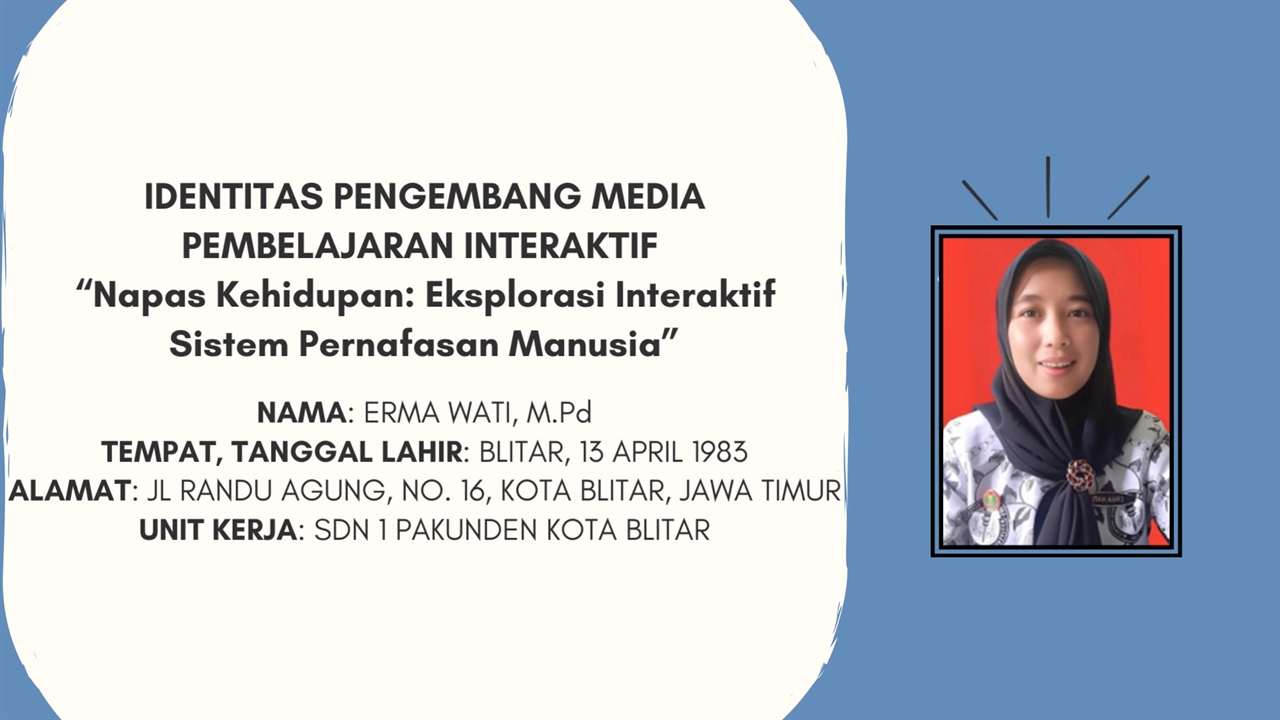 IDENTITAS PENGEMBANG MEDIA
PEMBELAJARAN INTERAKTIF
“Napas Kehidupan: Eksplorasi Interaktif
Sistem Pernafasan Manusia”
NAMA: ERMA WATI, M.Pd
TEMPAT, TANGGAL LAHIR: BLITAR, 13 APRIL 1983
ALAMAT: JL RANDU AGUNG, NO. 16, KOTA BLITAR, JAWA TIMUR
UNIT KERJA: SDN 1 PAKUNDEN KOTA BLITAR